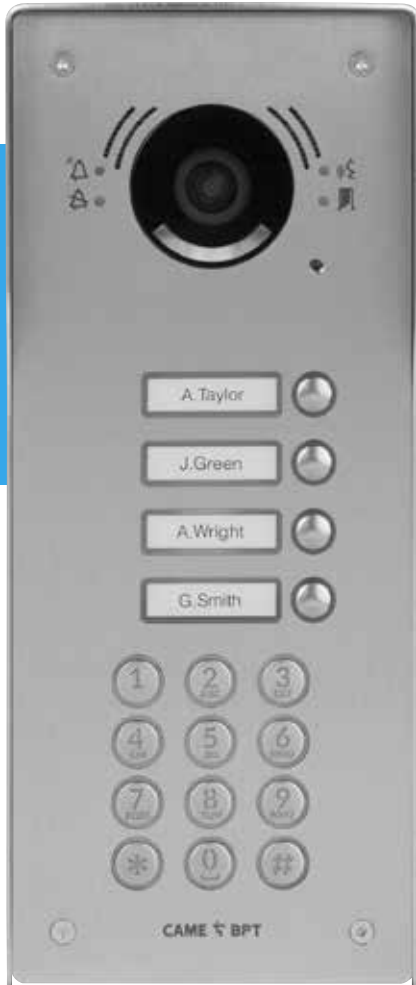 A.Taylor
J.Green
A.Wright
G.Smith
1 2 3
4 5 6
7 8 9
* 0 #
CAME BPT